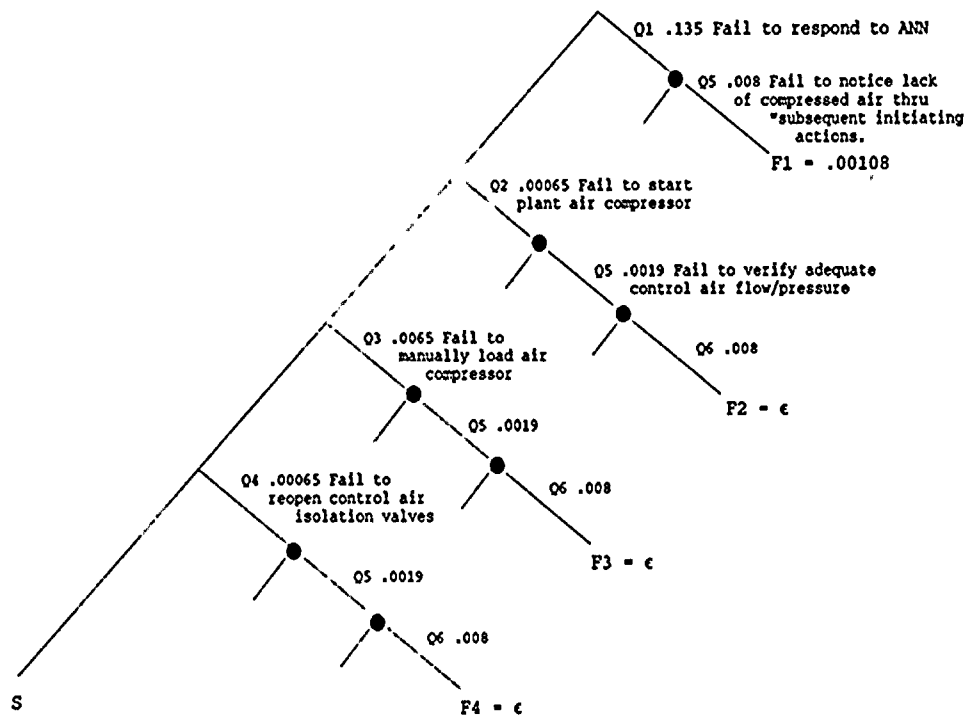 Q1 .135 Fail to respond to ANN
Q5 .008 Fail to notice lack
of compressed air thru
"subsequent initiating
actions.
F1 = .00108
Q2 .00065 Fail to start
plant air compressor
Q5 .0019 Fail to verify adequate
control air flow/pressure
Q6 .008
F2 = ϵ
Q3 .0065 Fail to
manually load air
compressor
Q5 .0019
Q6 .008
F3 = ϵ
Q4 .00065 Fail to
reopen control air
isolation valves
Q5 .0019
Q6 .008
F4 = ϵ
S